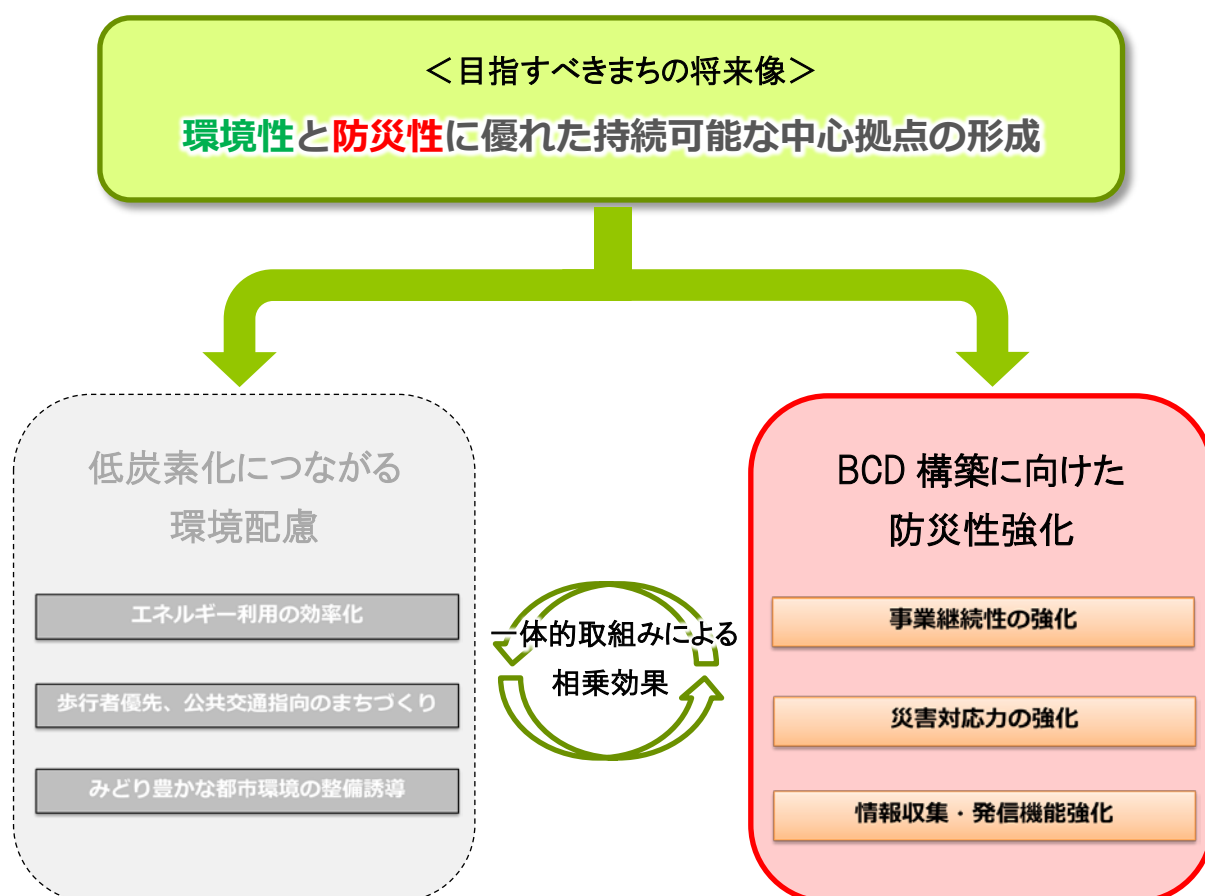 ＜目指すべきまちの将来像＞
環境性と防災性に優れた持続可能な中心拠点の形成
低炭素化につながる
環境配慮
エネルギー利用の効率化
歩行者優先、公共交通指向のまちづくり
みどり豊かな都市環境の整備誘導
一体的取組みによる
相乗効果
BCD 構築に向けた
防災性強化
事業継続性の強化
災害対応力の強化
情報収集・発信機能強化